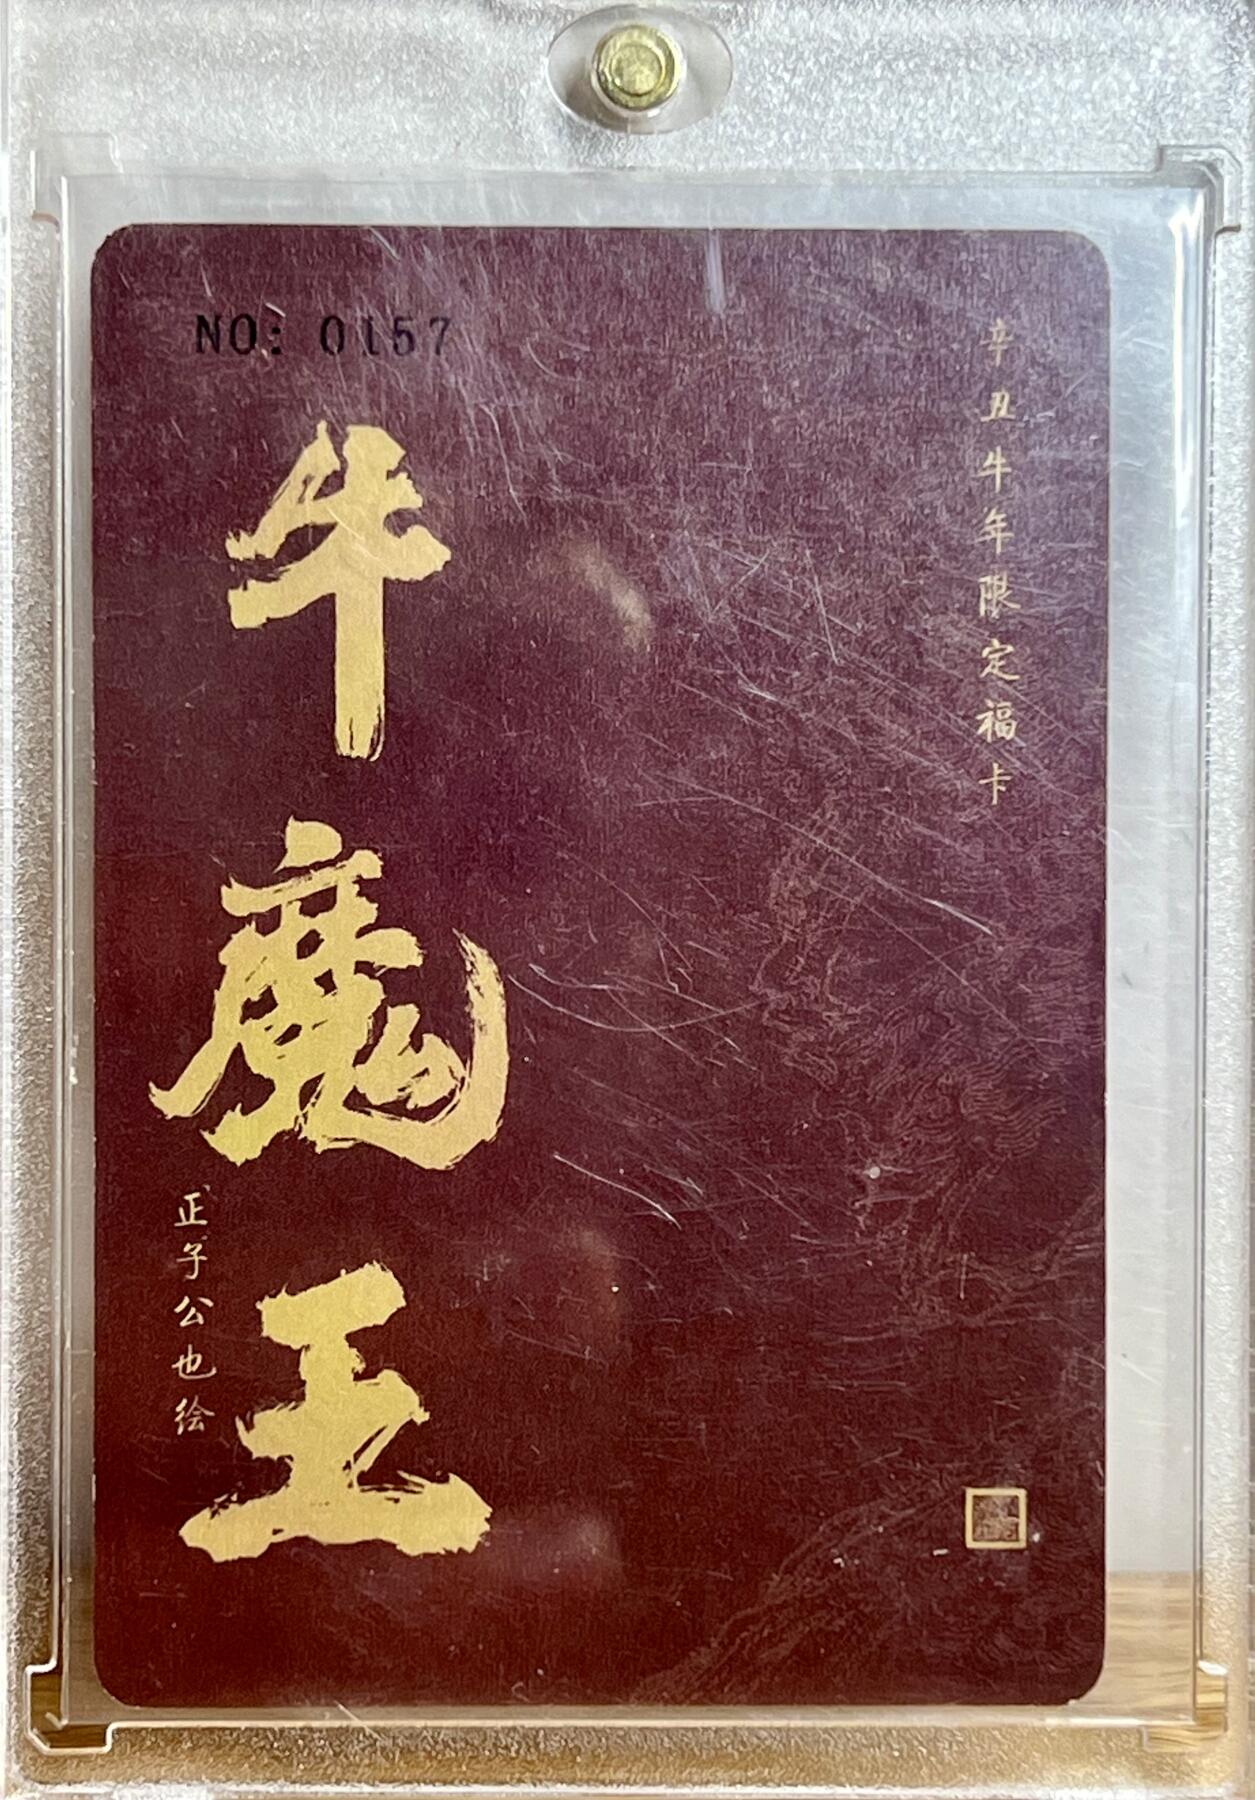 NO: 0157
辛丑牛年限定福卡
牛魔王
正子公也绘